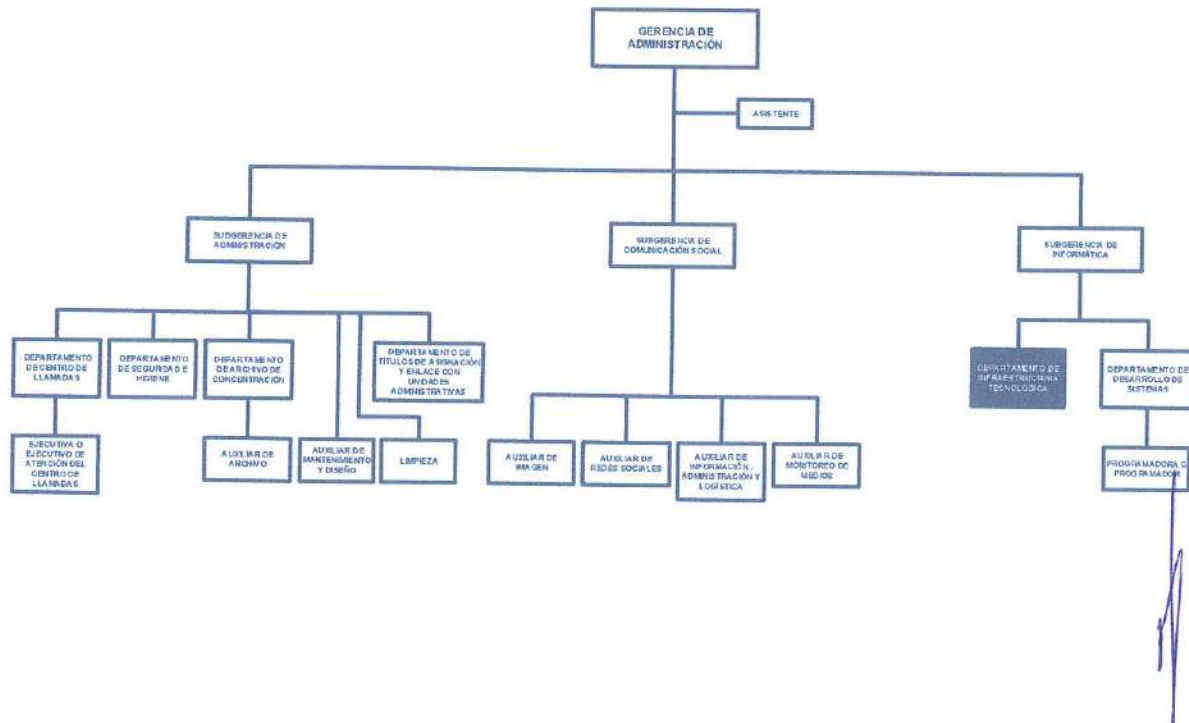 GERENCIA DE
ADMINISTRACIÓN
ASISTENTE
SUBGERENCIA DE
ADMINISTRACIÓN
SUBGERENCIA DE
COMUNICACIÓN SOCIAL
SUBGERENCIA DE
INFORMÁTICA
DEPARTAMENTO
DE CENTRO DE
LLAMADAS
DEPARTAMENTO
DE SEGURIDAD E
HIGIENE
DEPARTAMENTO
DE ARCHIVO DE
CONCENTRACIÓN
DEPARTAMENTO DE
TÍTULOS DE ASIGNACIÓN
Y ENLACE CON
UNIDADES
ADMINISTRATIVAS
DEPARTAMENTO DE
INFRAESTRUCTURA
TECNOLÓGICA
DEPARTAMENTO DE
DESARROLLO DE
SISTEMAS
EJECUTIVA O
EJECUTIVO DE
ATENCIÓN DEL
CENTRO DE
LLAMADAS
AUXILIAR DE
ARCHIVO
AUXILIAR DE
MANTENIMIENTO
Y DISEÑO
LIMPIEZA
AUXILIAR DE
IMAGEN
AUXILIAR DE
REDES SOCIALES
AUXILIAR DE
INFORMACIÓN,
ADMINISTRACIÓN Y
LOGÍSTICA
AUXILIAR DE
MONITOREO DE
MEDIOS
PROGRAMADORA O
PROGRAMADOR